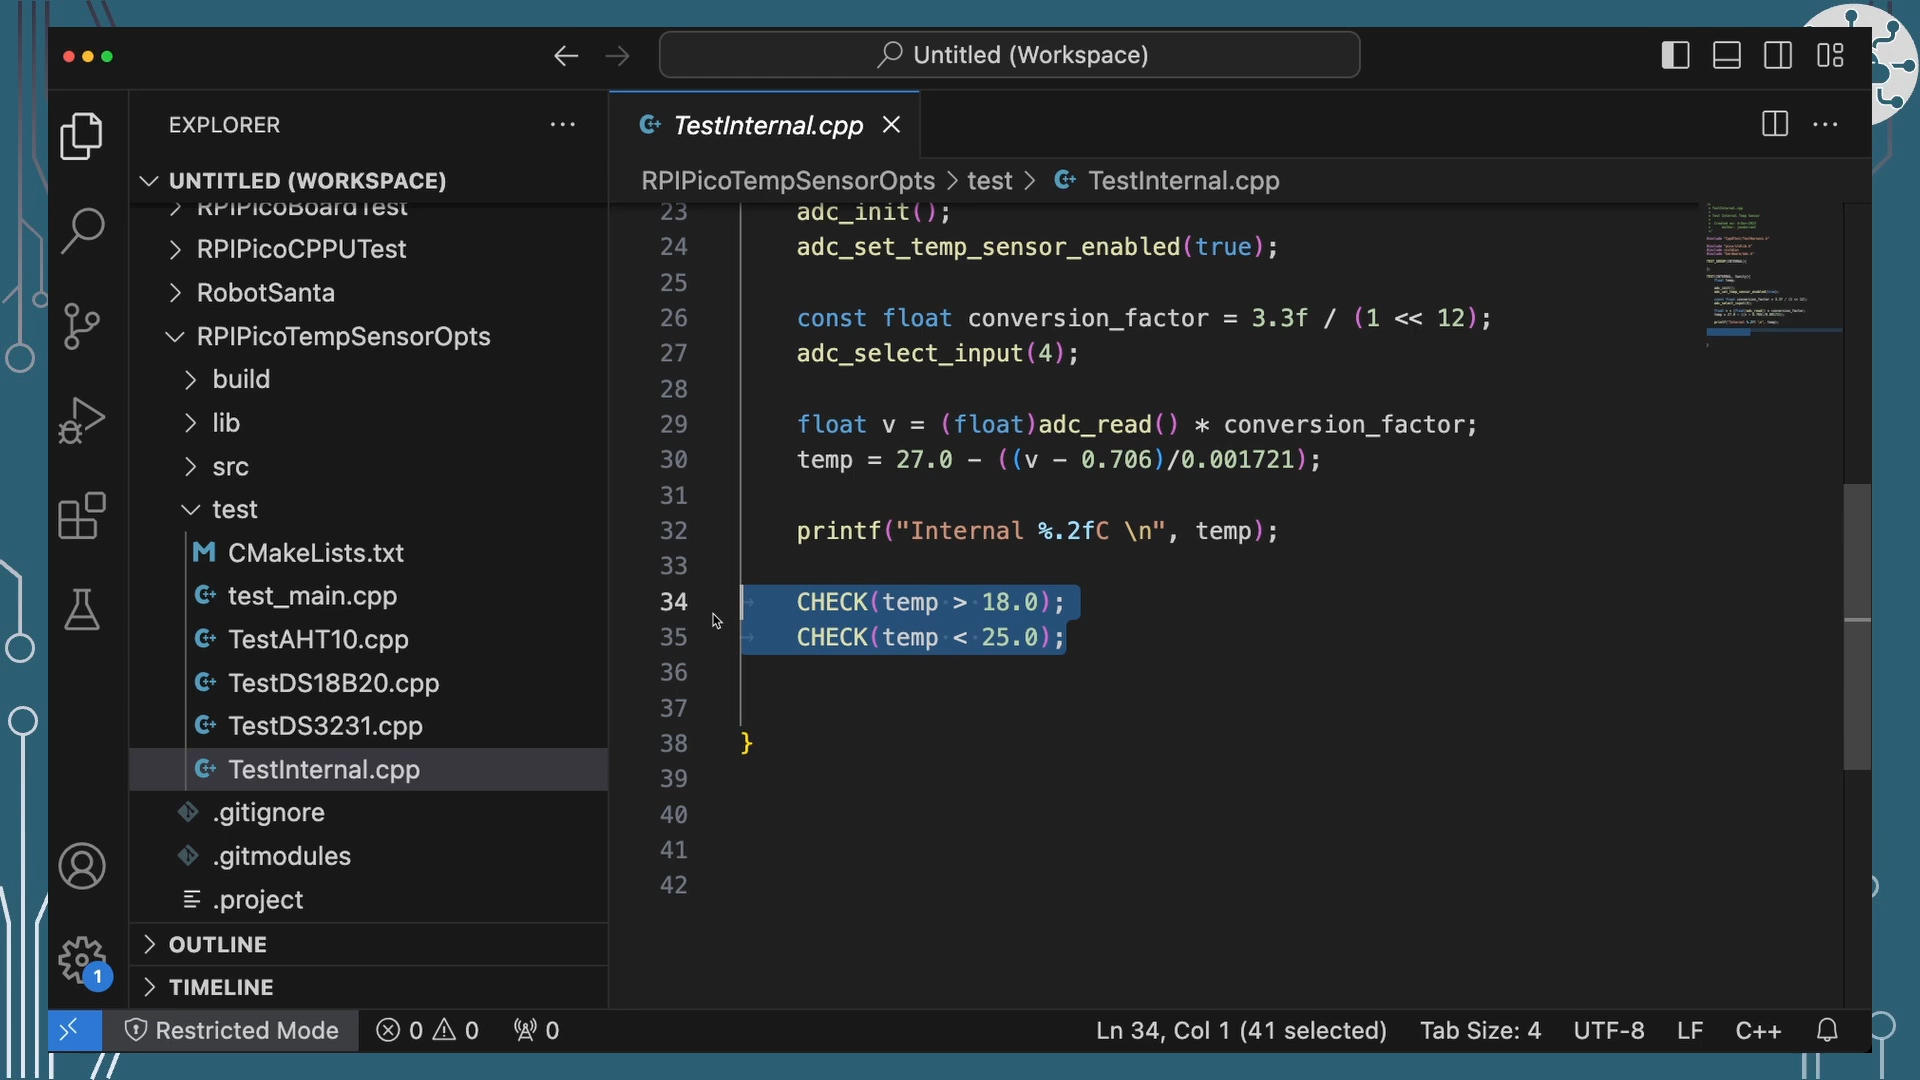 Untitled (Workspace)
EXPLORER
UNTITLED (WORKSPACE)
RPIPicoBoardTest
RPIPicoCPPUTest
RobotSanta
RPIPicoTempSensorOpts
build
lib
src
test
CMakeLists.txt
test_main.cpp
TestAHT10.cpp
TestDS18B20.cpp
TestDS3231.cpp
TestInternal.cpp
.gitignore
.gitmodules
.project
OUTLINE
TIMELINE
TestInternal.cpp
RPIPicoTempSensorOpts > test > TestInternal.cpp
23 adc_init();
24 adc_set_temp_sensor_enabled(true);
25
26 const float conversion_factor = 3.3f / (1 << 12);
27 adc_select_input(4);
28
29 float v = (float)adc_read() * conversion_factor;
30 temp = 27.0 - ((v - 0.706)/0.001721);
31
32 printf("Internal %.2fC \n", temp);
33
34 CHECK(temp > 18.0);
35 CHECK(temp < 25.0);
36
37
38 }
39
40
41
42
1
Restricted Mode 0 0 0 Ln 34, Col 1 (41 selected) Tab Size: 4 UTF-8 LF C++